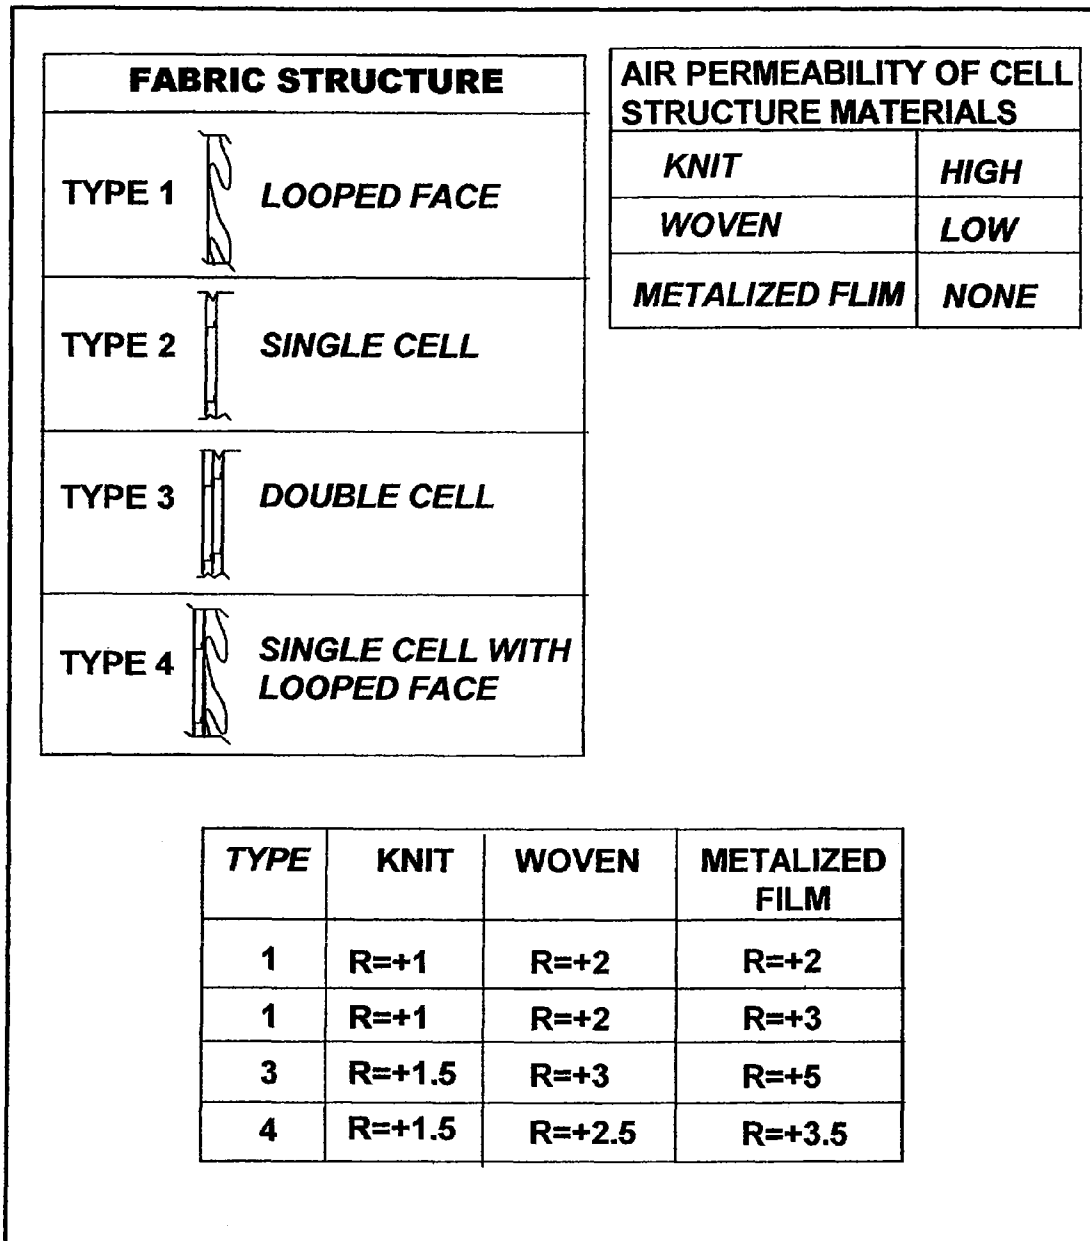 FABRIC STRUCTURE
TYPE 1 LOOPED FACE
TYPE 2 SINGLE CELL
TYPE 3 DOUBLE CELL
TYPE 4 SINGLE CELL WITH
LOOPED FACE
AIR PERMEABILITY OF CELL
STRUCTURE MATERIALS
KNIT HIGH
WOVEN LOW
METALIZED FLIM NONE
TYPE KNIT WOVEN METALIZED
FILM
1 R=+1 R=+2 R=+2
1 R=+1 R=+2 R=+3
3 R=+1.5 R=+3 R=+5
4 R=+1.5 R=+2.5 R=+3.5